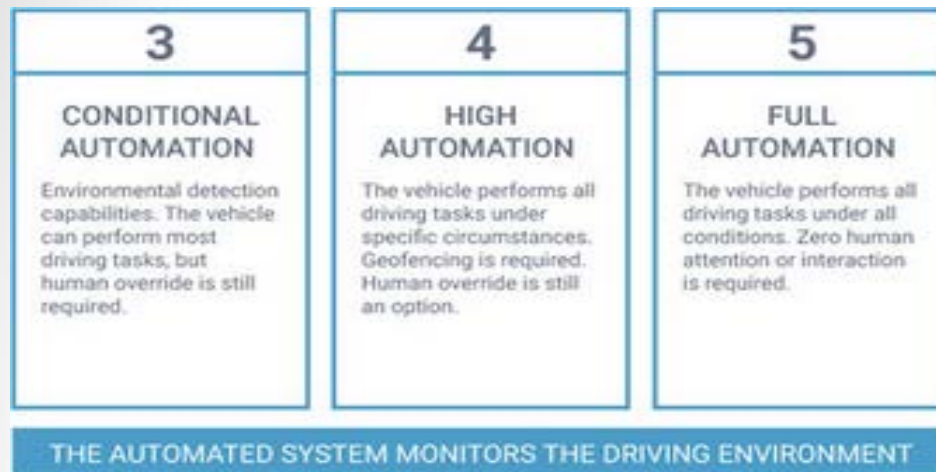 3
CONDITIONAL
AUTOMATION
Environmental detection
capabilities. The vehicle
can perform most
driving tasks, but
human override is still
required.
4
HIGH
AUTOMATION
The vehicle performs all
driving tasks under
specific circumstances.
Geofencing is required.
Human override is still
an option.
5
FULL
AUTOMATION
The vehicle performs all
driving tasks under all
conditions. Zero human
attention or interaction
is required.
THE AUTOMATED SYSTEM MONITORS THE DRIVING ENVIRONMENT